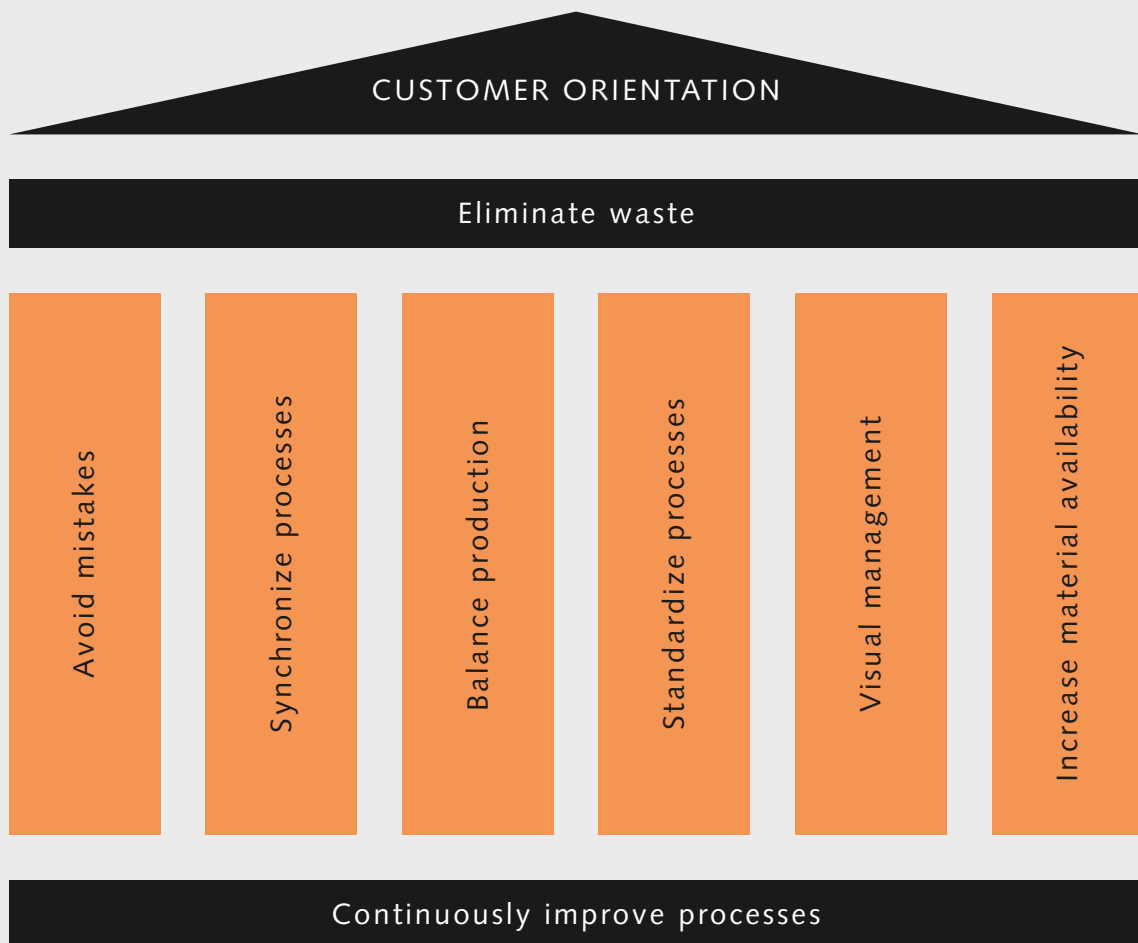 CUSTOMER ORIENTATION
Eliminate waste
Avoid mistakes
Synchronize processes
Balance production
Standardize processes
Visual management
Increase material availability
Continuously improve processes